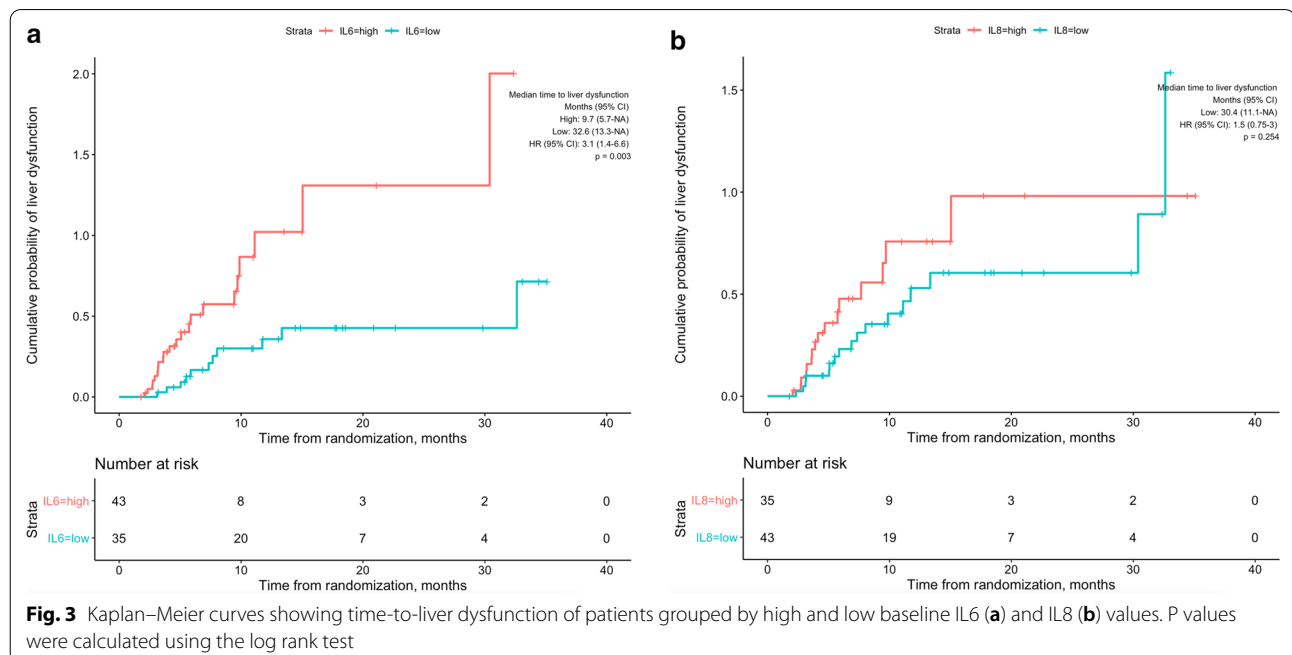 a
Strata IL6=high IL6=low
Cumulative probability of liver dysfunction
2.0
1.5
1.0
0.5
0.0
Median time to liver dysfunction
Months (95% CI)
High: 9.7 (5.7-NA)
Low: 32.6 (13.3-NA)
HR (95% CI): 3.1 (1.4-6.6)
p = 0.003
0 10 20 30 40
Time from randomization, months
Number at risk
Strata
IL6=high 43 8 3 2 0
IL6=low 35 20 7 4 0
0 10 20 30 40
Time from randomization, months
b
Strata IL8=high IL8=low
Cumulative probability of liver dysfunction
1.5
1.0
0.5
0.0
Median time to liver dysfunction
Months (95% CI)
Low: 30.4 (11.1-NA)
HR (95% CI): 1.5 (0.75-3)
p = 0.254
0 10 20 30 40
Time from randomization, months
Number at risk
Strata
IL8=high 35 9 3 2 0
IL8=low 43 19 7 4 0
0 10 20 30 40
Time from randomization, months
Fig. 3 Kaplan–Meier curves showing time-to-liver dysfunction of patients grouped by high and low baseline IL6 (a) and IL8 (b) values. P values
were calculated using the log rank test